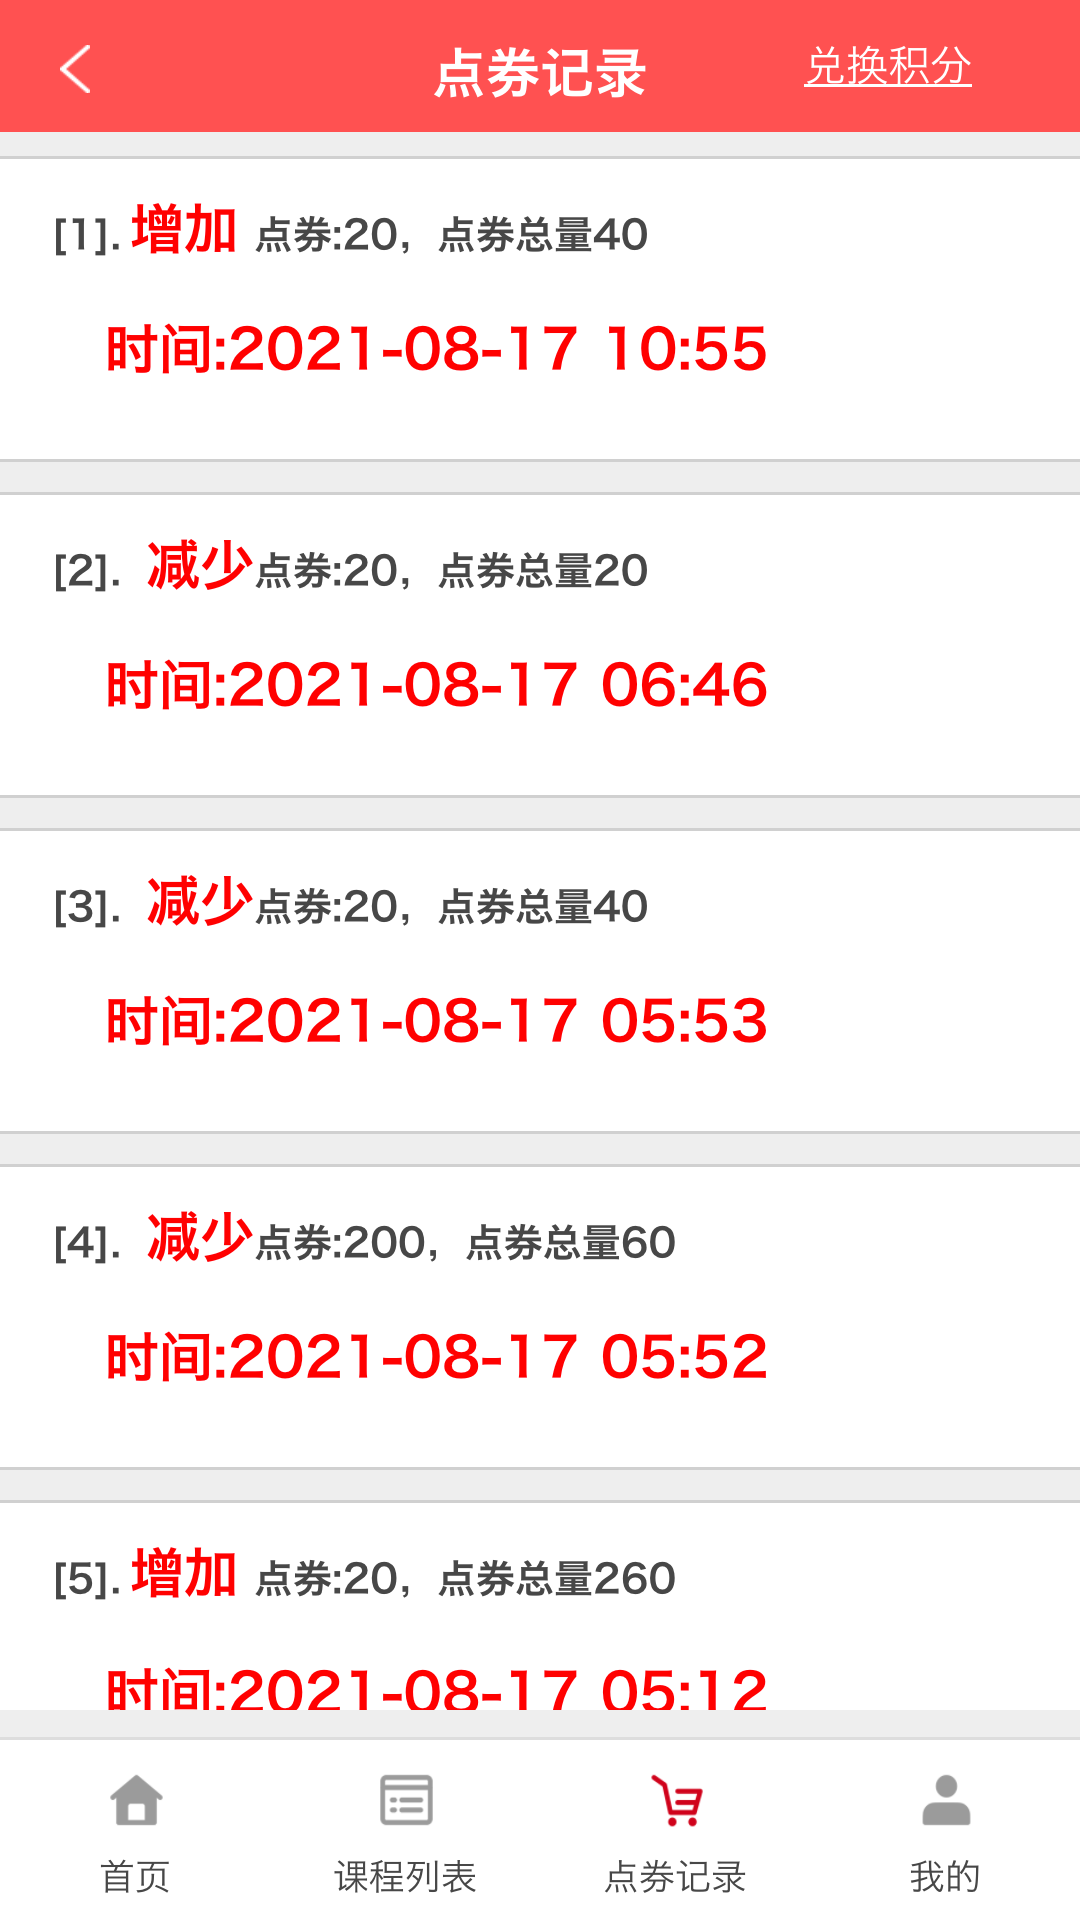 点券记录
兑换积分
[1]. 增加 点券:20，点券总量40
时间:2021-08-17 10:55
[2]. 减少点券:20，点券总量20
时间:2021-08-17 06:46
[3]. 减少点券:20，点券总量40
时间:2021-08-17 05:53
[4]. 减少点券:200，点券总量60
时间:2021-08-17 05:52
[5]. 增加 点券:20，点券总量260
时间:2021-08-17 05:12
首页
课程列表
点券记录
我的